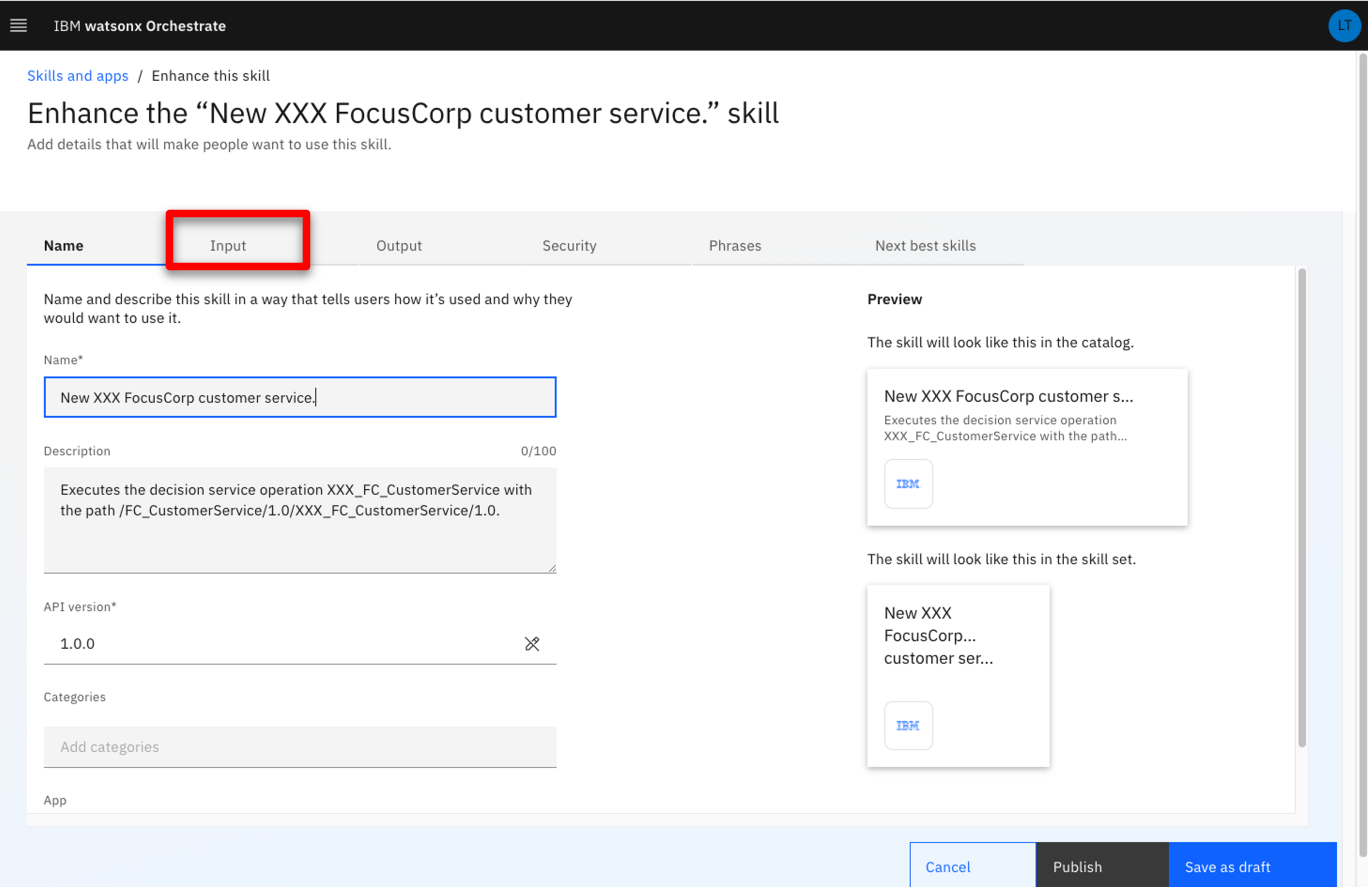 IBM watsonx Orchestrate
LT
Skills and apps / Enhance this skill
Enhance the “New XXX FocusCorp customer service.” skill
Add details that will make people want to use this skill.
Name Input Output Security Phrases Next best skills
Name and describe this skill in a way that tells users how it’s used and why they
would want to use it.
Name*
New XXX FocusCorp customer service.
Description 0/100
Executes the decision service operation XXX_FC_CustomerService with
the path /FC_CustomerService/1.0/XXX_FC_CustomerService/1.0.
API version*
1.0.0
Categories
Add categories
App
Preview
The skill will look like this in the catalog.
New XXX FocusCorp customer s...
Executes the decision service operation
XXX_FC_CustomerService with the path...
IBM
The skill will look like this in the skill set.
New XXX
FocusCorp...
customer ser...
IBM
Cancel Publish Save as draft